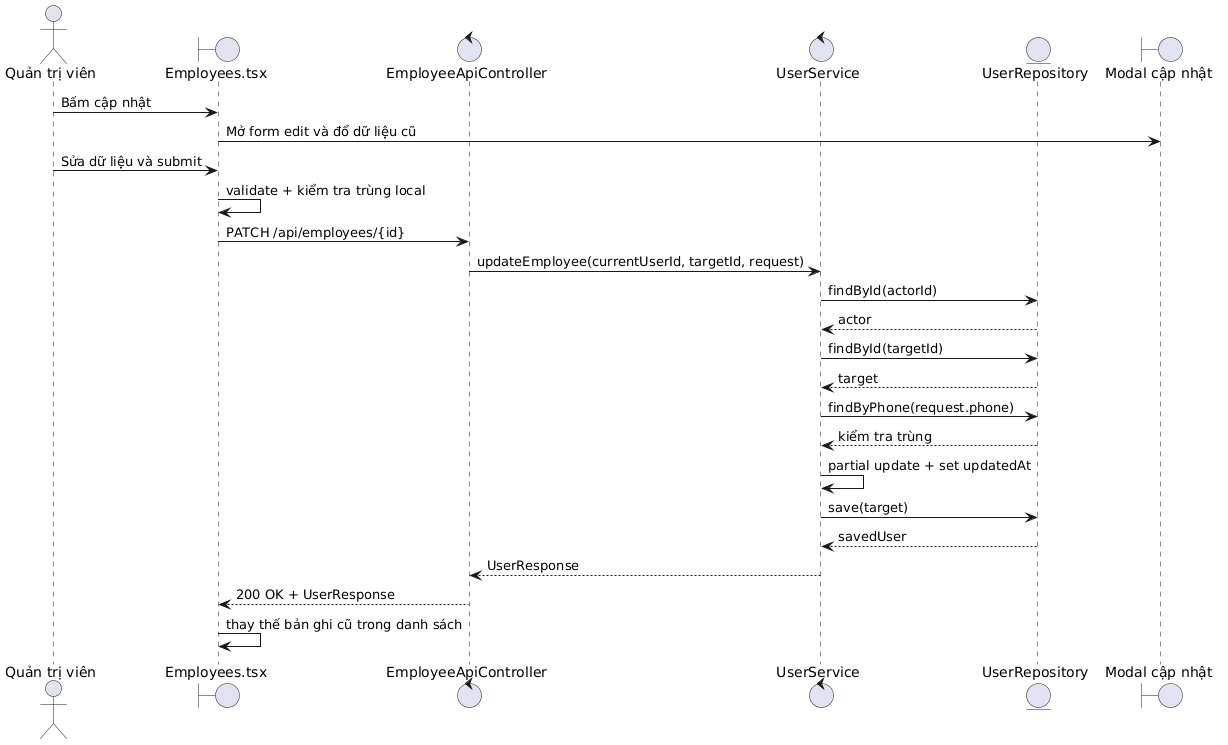 Quản trị viên
Employees.tsx
EmployeeApiController
UserService
UserRepository
Modal cập nhật
Bấm cập nhật
Mở form edit và đổ dữ liệu cũ
Sửa dữ liệu và submit
validate + kiểm tra trùng local
PATCH /api/employees/{id}
updateEmployee(currentUserId, targetId, request)
findById(actorId)
actor
findById(targetId)
target
findByPhone(request.phone)
kiểm tra trùng
partial update + set updatedAt
save(target)
savedUser
UserResponse
200 OK + UserResponse
thay thế bản ghi cũ trong danh sách
Quản trị viên
Employees.tsx
EmployeeApiController
UserService
UserRepository
Modal cập nhật